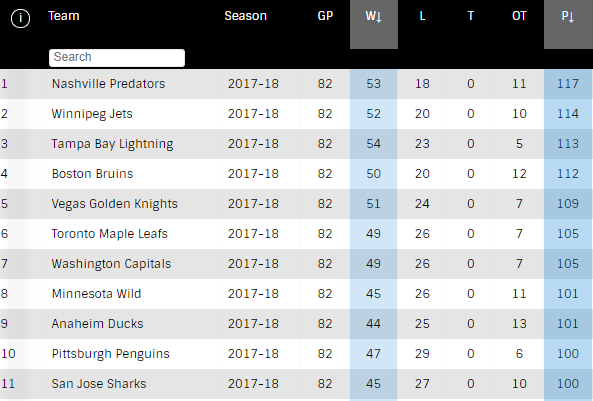 i Team Season GP W↓ L T OT P↓
Search
1 Nashville Predators 2017-18 82 53 18 0 11 117
2 Winnipeg Jets 2017-18 82 52 20 0 10 114
3 Tampa Bay Lightning 2017-18 82 54 23 0 5 113
4 Boston Bruins 2017-18 82 50 20 0 12 112
5 Vegas Golden Knights 2017-18 82 51 24 0 7 109
6 Toronto Maple Leafs 2017-18 82 49 26 0 7 105
7 Washington Capitals 2017-18 82 49 26 0 7 105
8 Minnesota Wild 2017-18 82 45 26 0 11 101
9 Anaheim Ducks 2017-18 82 44 25 0 13 101
10 Pittsburgh Penguins 2017-18 82 47 29 0 6 100
11 San Jose Sharks 2017-18 82 45 27 0 10 100